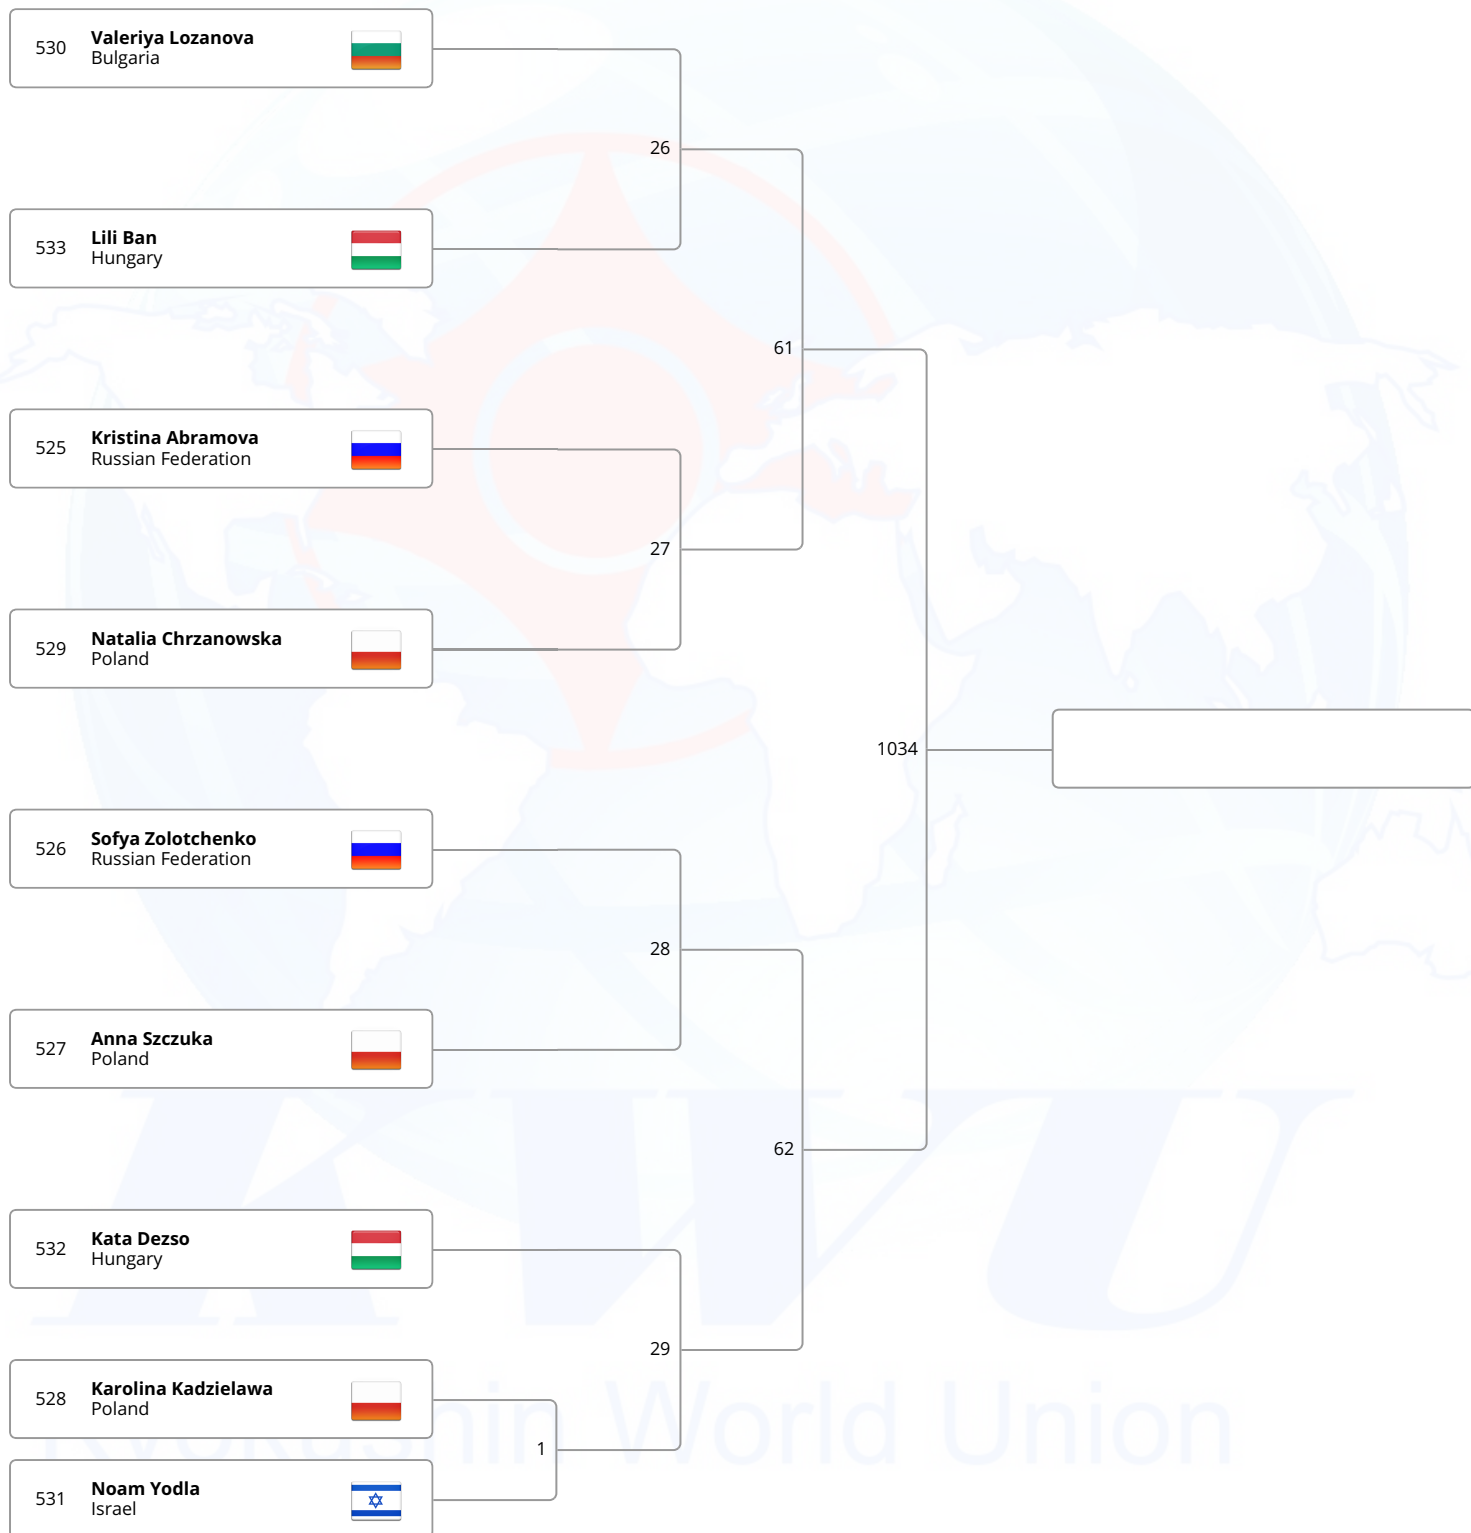 530
Valeriya Lozanova
Bulgaria
26
533
Lili Ban
Hungary
61
525
Kristina Abramova
Russian Federation
27
529
Natalia Chrzanowska
Poland
1034
526
Sofya Zolotchenko
Russian Federation
28
527
Anna Szczuka
Poland
KWU
62
532
Kata Dezso
Hungary
29
528
Karolina Kadzielawa
Poland
Kyokushin World Union
1
531
Noam Yodla
Israel